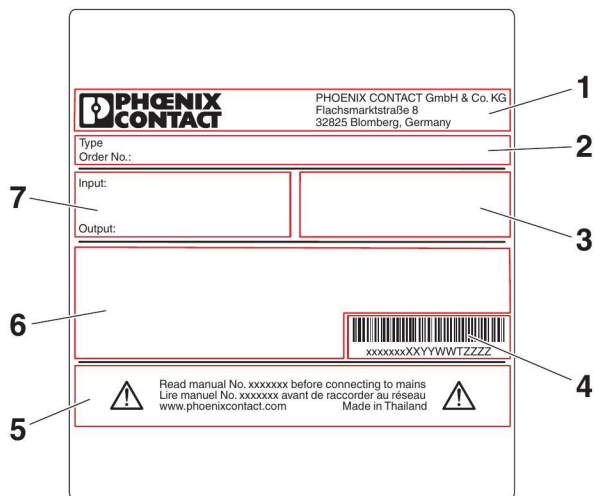 PHŒNIX
CONTACT
PHOENIX CONTACT GmbH & Co. KG
Flachsmarktstraße 8
32825 Blomberg, Germany
1
Type
Order No.:
2
Input:
Output:
7
3
6
xxxxxxxXXYYWWTZZZZ
4
Read manual No. xxxxxxx before connecting to mains
Lire manuel No. xxxxxxx avant de raccorder au réseau
www.phoenixcontact.com Made in Thailand
5